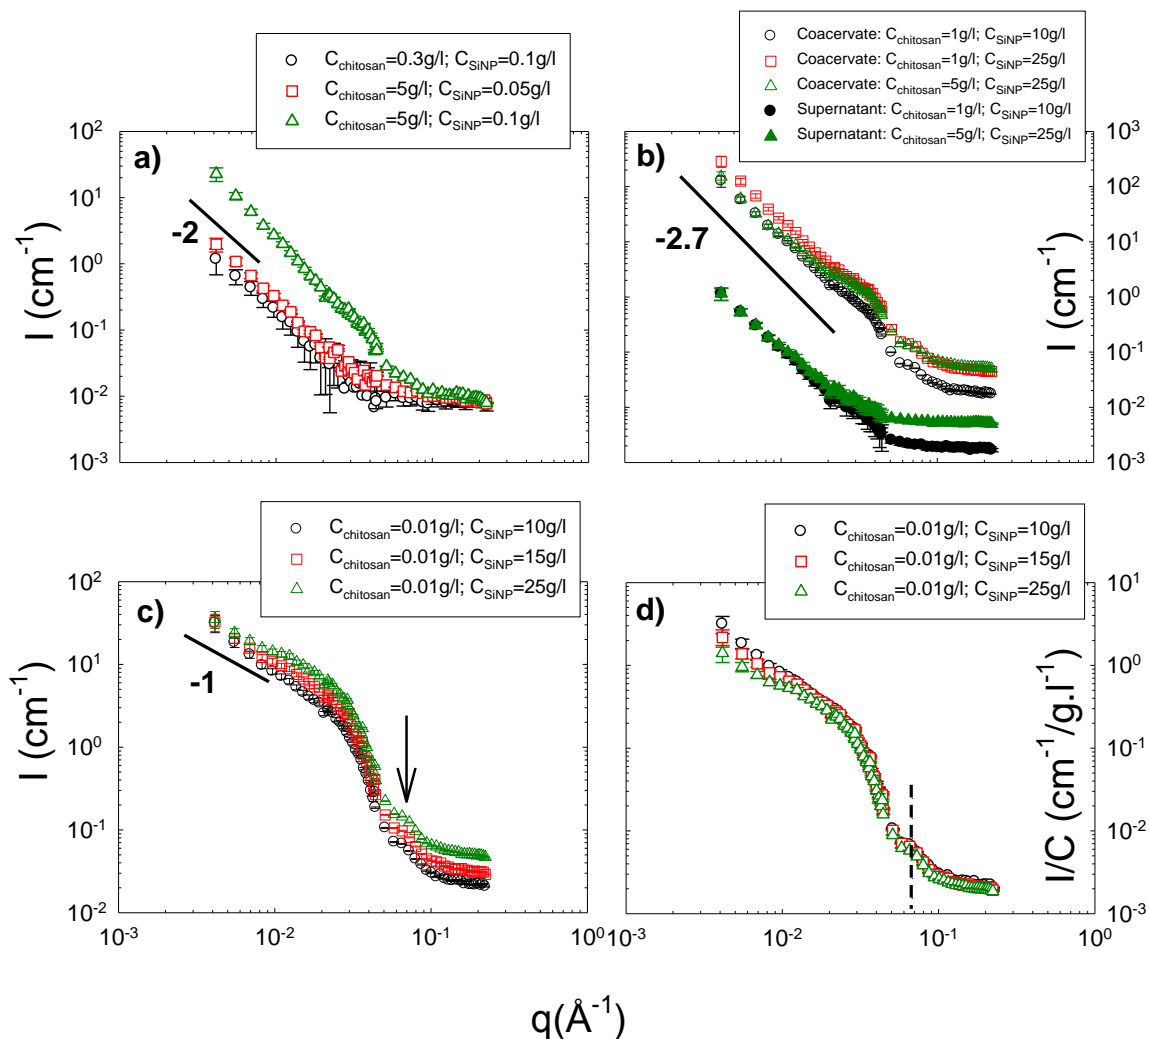 C_chitosan=0.3g/l; C_SiNP=0.1g/l
C_chitosan=5g/l; C_SiNP=0.05g/l
C_chitosan=5g/l; C_SiNP=0.1g/l
a)
10^2
10^1
10^0
10^-1
10^-2
10^-3
I (cm^-1)
-2
Coacervate: C_chitosan=1g/l; C_SiNP=10g/l
Coacervate: C_chitosan=1g/l; C_SiNP=25g/l
Coacervate: C_chitosan=5g/l; C_SiNP=25g/l
Supernatant: C_chitosan=1g/l; C_SiNP=10g/l
Supernatant: C_chitosan=5g/l; C_SiNP=25g/l
b)
10^3
10^2
10^1
10^0
10^-1
10^-2
10^-3
I (cm^-1)
-2.7
C_chitosan=0.01g/l; C_SiNP=10g/l
C_chitosan=0.01g/l; C_SiNP=15g/l
C_chitosan=0.01g/l; C_SiNP=25g/l
c)
10^2
10^1
10^0
10^-1
10^-2
I (cm^-1)
-1
10^-3 10^-2 10^-1 10^0
C_chitosan=0.01g/l; C_SiNP=10g/l
C_chitosan=0.01g/l; C_SiNP=15g/l
C_chitosan=0.01g/l; C_SiNP=25g/l
d)
10^1
10^0
10^-1
10^-2
10^-3
I/C (cm^-1/g.l^-1)
10^-3 10^-2 10^-1 10^0
q(Å^-1)